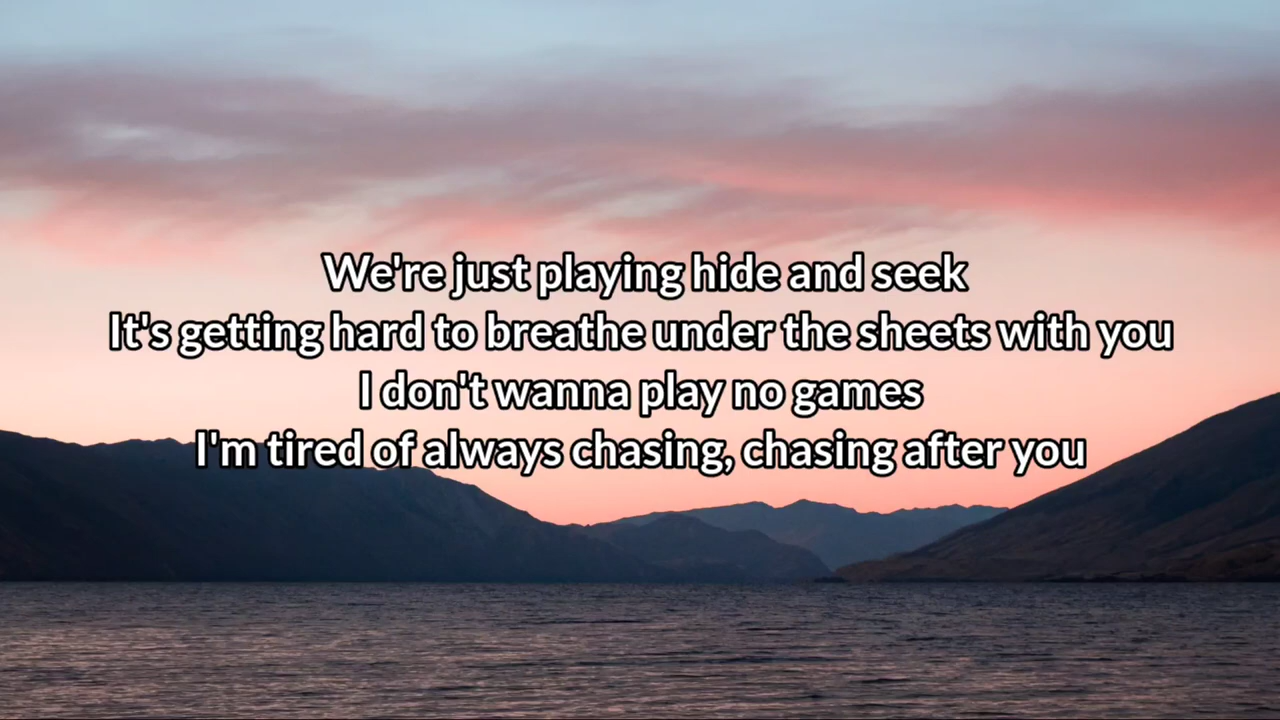 We're just playing hide and seek
It's getting hard to breathe under the sheets with you
I don't wanna play no games
I'm tired of always chasing, chasing after you